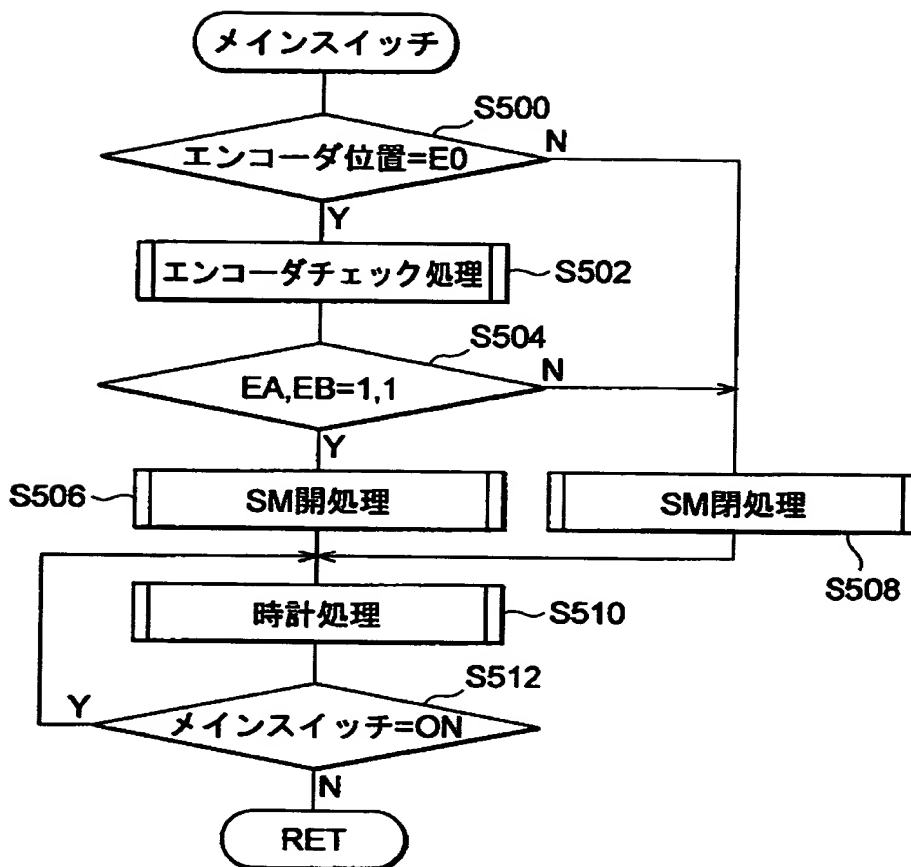 メインスイッチ
S500
エンコーダ位置=E0
N
Y
エンコーダチェック処理
S502
S504
EA,EB=1,1
N
Y
S506
SM開処理
SM閉処理
S508
時計処理
S510
S512
Y
メインスイッチ=ON
N
RET